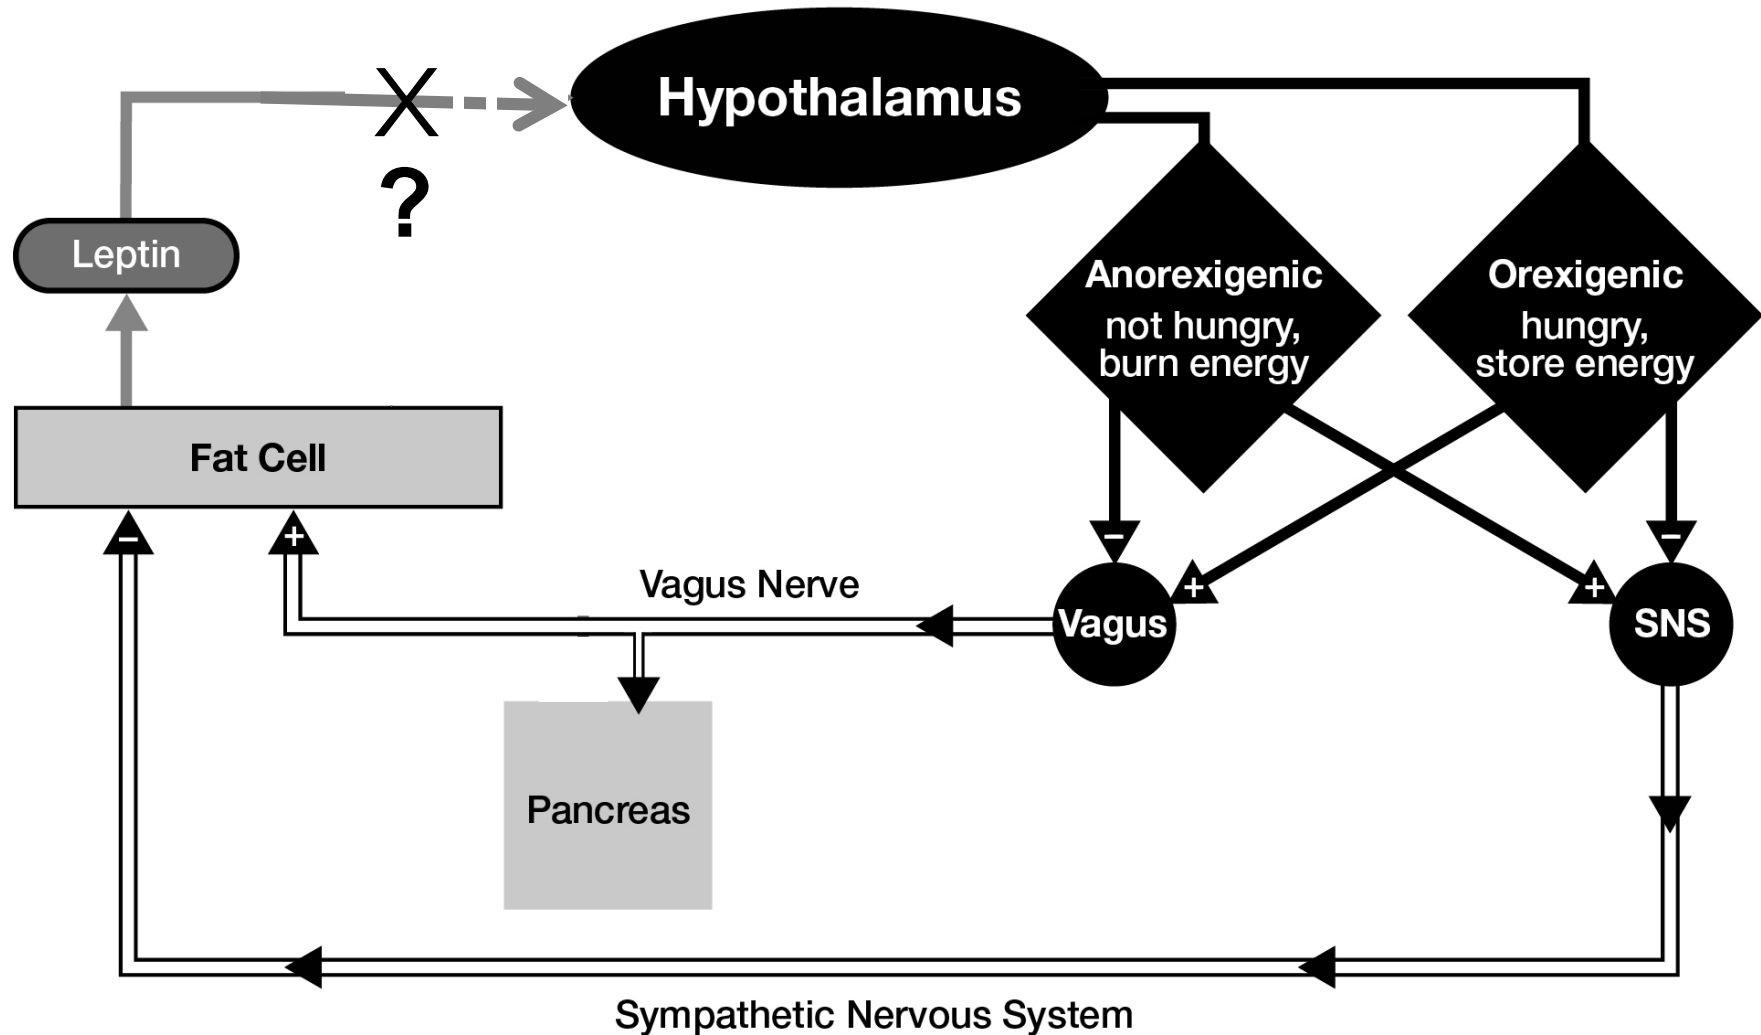 Hypothalamus
X
?
Leptin
Anorexigenic
not hungry,
burn energy
Orexigenic
hungry,
store energy
Fat Cell
−
+
−
+
+
−
Vagus Nerve
Vagus
SNS
Pancreas
Sympathetic Nervous System